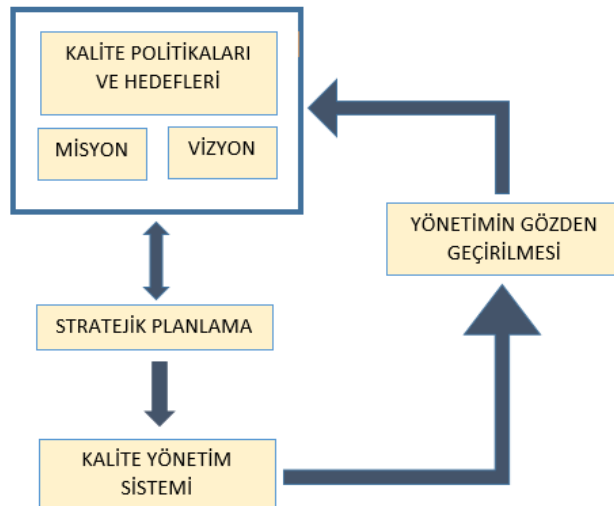 KALİTE POLİTİKALARI
VE HEDEFLERİ
MİSYON
VİZYON
YÖNETİMİN GÖZDEN
GEÇİRİLMESİ
STRATEJİK PLANLAMA
KALİTE YÖNETİM
SİSTEMİ